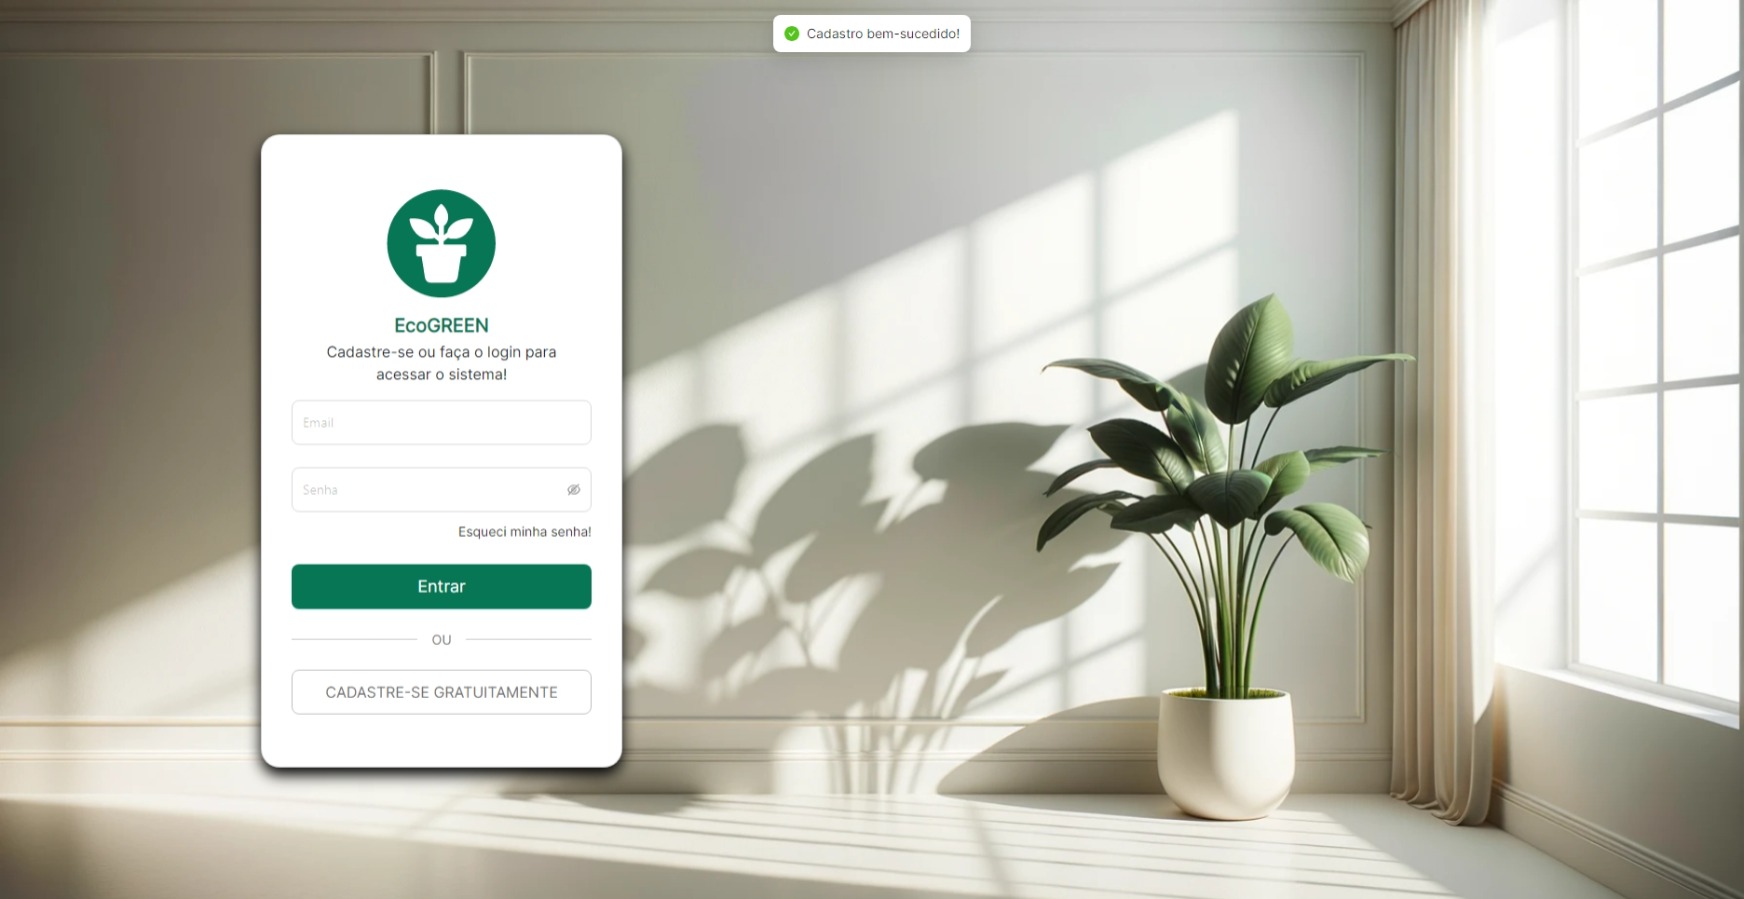 Cadastro bem-sucedido!
EcoGREEN
Cadastre-se ou faça o login para
acessar o sistema!
Email
Senha
Esqueci minha senha!
Entrar
OU
CADASTRE-SE GRATUITAMENTE